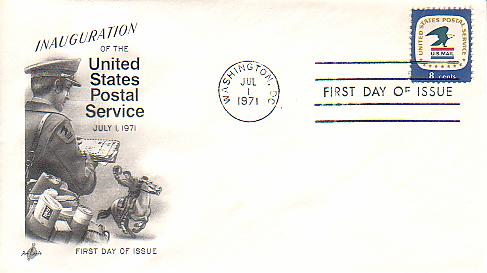 INAUGURATION
OF THE
United
States
Postal
Service
JULY 1, 1971
FIRST DAY OF ISSUE
WASHINGTON, DC
JUL
1
1971
FIRST DAY OF ISSUE
UNITED STATES POSTAL SERVICE
U.S. MAIL
8 cents